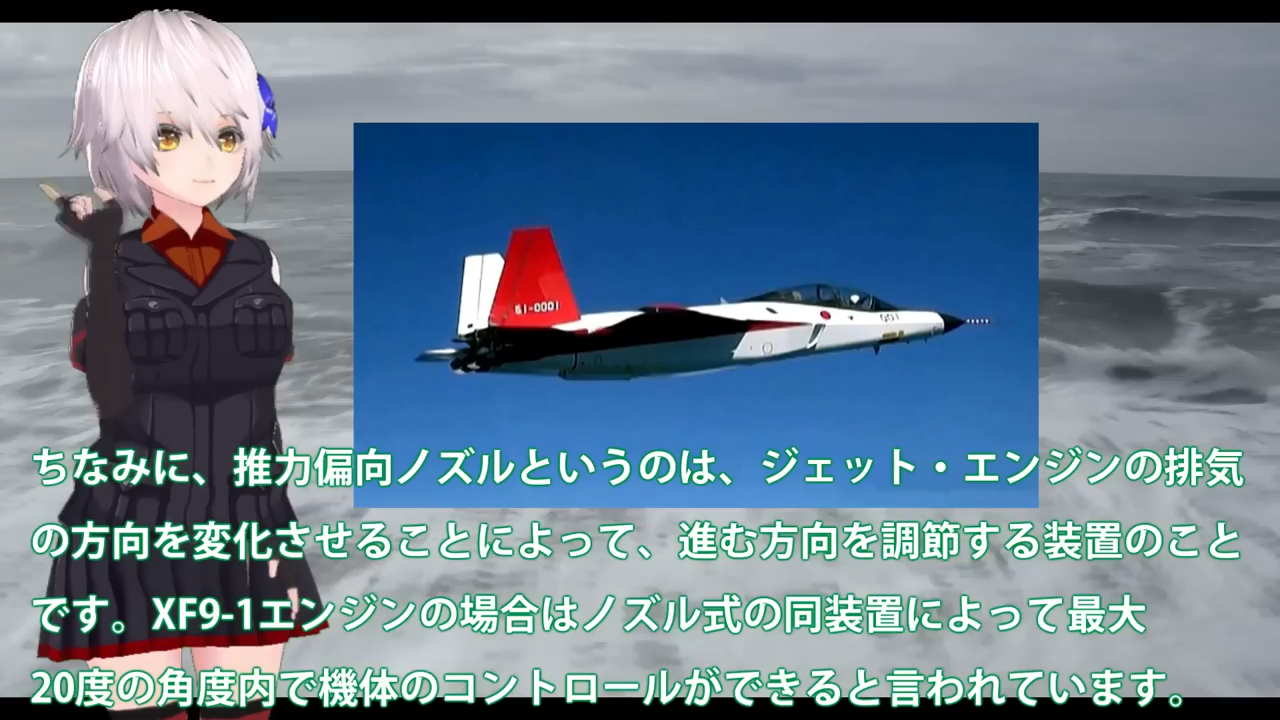 51-0001
001
ちなみに、推力偏向ノズルというのは、ジェット・エンジンの排気
の方向を変化させることによって、進む方向を調節する装置のこと
です。XF9-1エンジンの場合はノズル式の同装置によって最大
20度の角度内で機体のコントロールができると言われています。